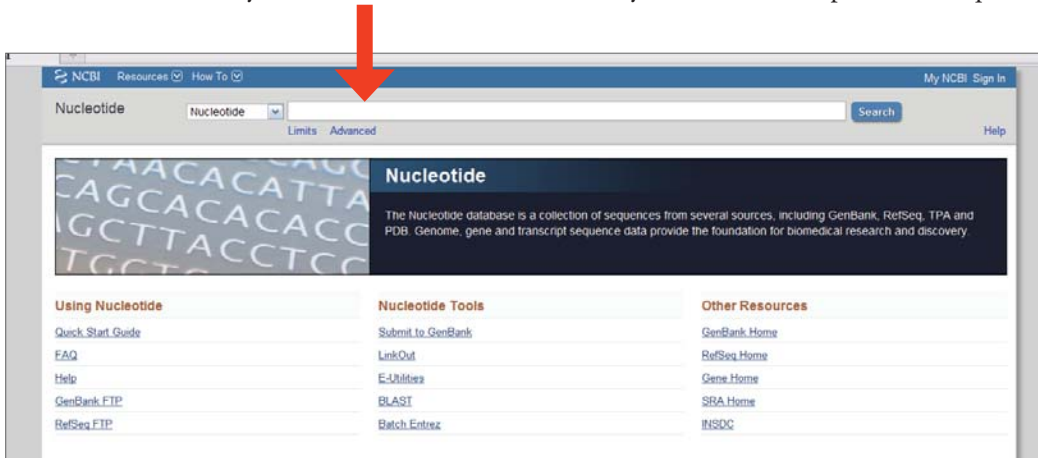 NCBI Resources How To My NCBI Sign In
Nucleotide Nucleotide Search
Limits Advanced Help
AACACATTA
CAGCACACACC
GCTTACCTCC
Nucleotide
The Nucleotide database is a collection of sequences from several sources, including GenBank, RefSeq, TPA and
PDB. Genome, gene and transcript sequence data provide the foundation for biomedical research and discovery.
Using Nucleotide Nucleotide Tools Other Resources
Quick Start Guide Submit to GenBank GenBank Home
FAQ LinkOut RefSeq Home
Help E-Utilities Gene Home
GenBank FTP BLAST SRA Home
RefSeq FTP Batch Entrez INSDC